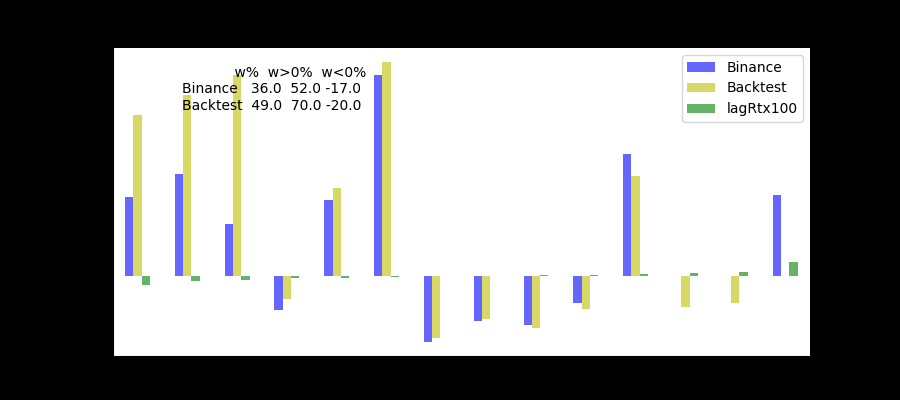 w%  w>0%  w<0%
Binance   36.0  52.0 -17.0
Backtest  49.0  70.0 -20.0
Binance
Backtest
lagRtx100